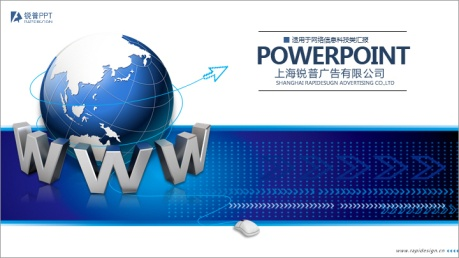 锐普PPT
RAPIDESIGN
适用于网络信息科技类汇报
POWERPOINT
上海锐普广告有限公司
SHANGHAI RAPIDESIGN ADVERTISING CO.,LTD
WWW
www.rapidesign.cn